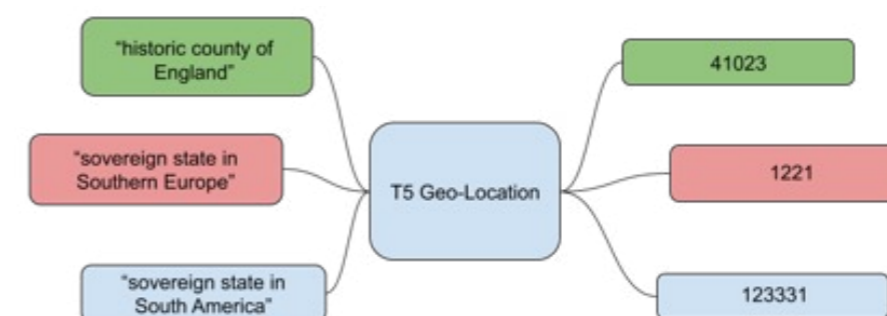 “historic county of
England”
“sovereign state in
Southern Europe”
“sovereign state in
South America”
T5 Geo-Location
41023
1221
123331